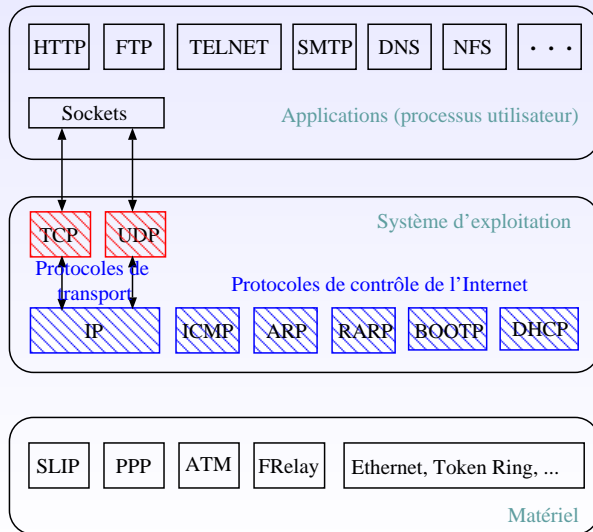 HTTP FTP TELNET SMTP DNS NFS . . .
Sockets
Applications (processus utilisateur)
Système d'exploitation
TCP UDP
Protocoles de
transport
Protocoles de contrôle de l'Internet
IP ICMP ARP RARP BOOTP DHCP
SLIP PPP ATM FRelay Ethernet, Token Ring, ...
Matériel